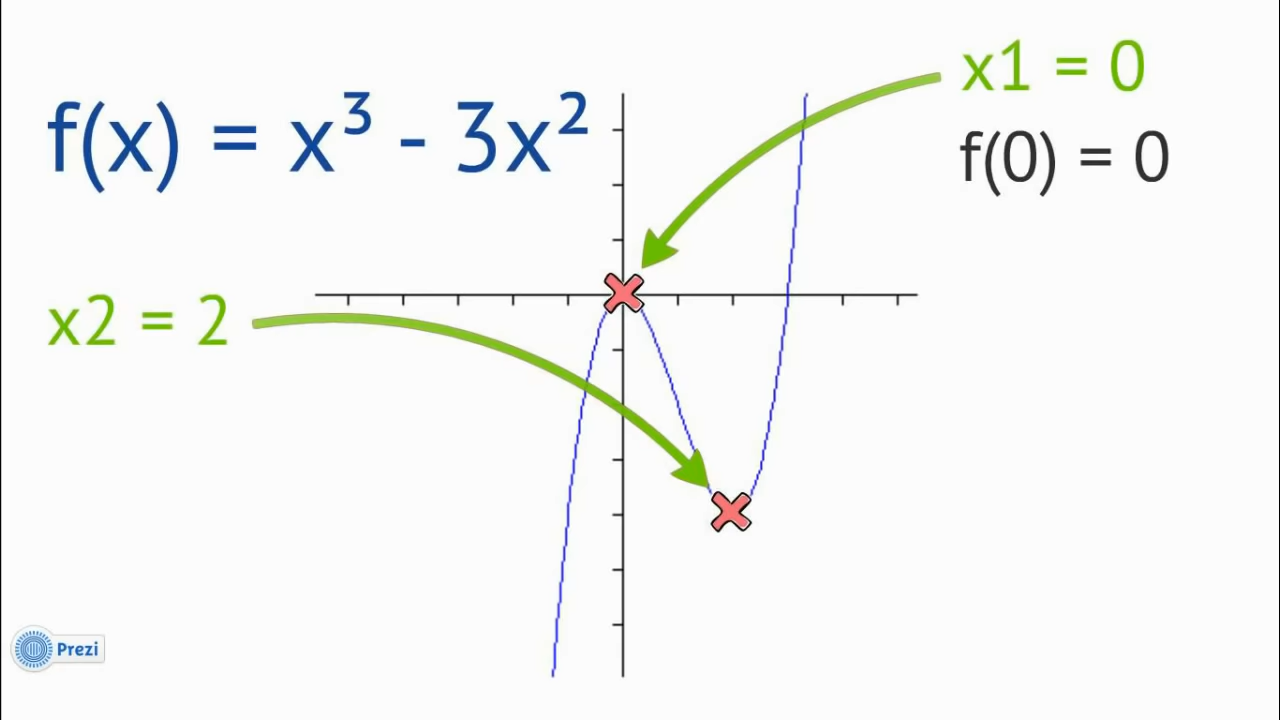 f(x) = x³ - 3x²
x1 = 0
f(0) = 0
x2 = 2
Prezi